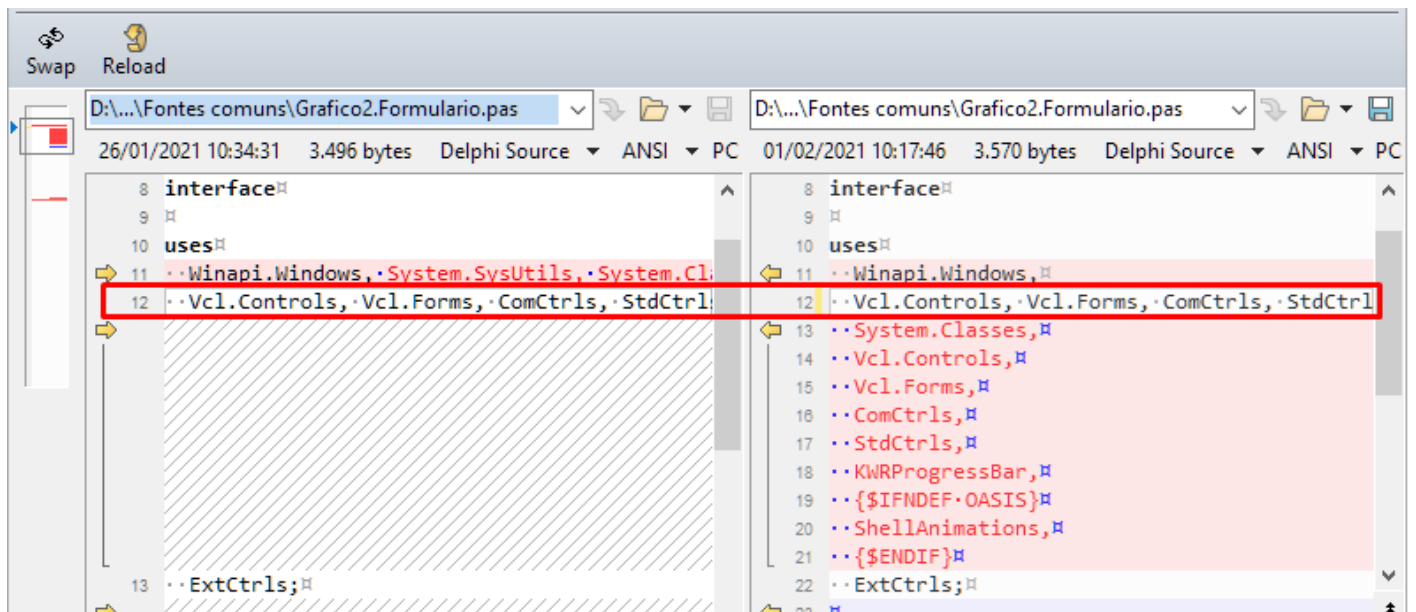 Swap Reload
D:\...\Fontes comuns\Grafico2.Formulario.pas D:\...\Fontes comuns\Grafico2.Formulario.pas
26/01/2021 10:34:31 3.496 bytes Delphi Source ANSI PC 01/02/2021 10:17:46 3.570 bytes Delphi Source ANSI PC
8 interface¤
9 ¤
10 uses¤
11 ··Winapi.Windows,·System.SysUtils,·System.Cl
12 ··Vcl.Controls,·Vcl.Forms,·ComCtrls,·StdCtrl
13 ··ExtCtrls;¤
8 interface¤
9 ¤
10 uses¤
11 ··Winapi.Windows,¤
12 ··Vcl.Controls,·Vcl.Forms,·ComCtrls,·StdCtrl
13 ··System.Classes,¤
14 ··Vcl.Controls,¤
15 ··Vcl.Forms,¤
16 ··ComCtrls,¤
17 ··StdCtrls,¤
18 ··KWRProgressBar,¤
19 ··{$IFNDEF·OASIS}¤
20 ··ShellAnimations,¤
21 ··{$ENDIF}¤
22 ··ExtCtrls;¤